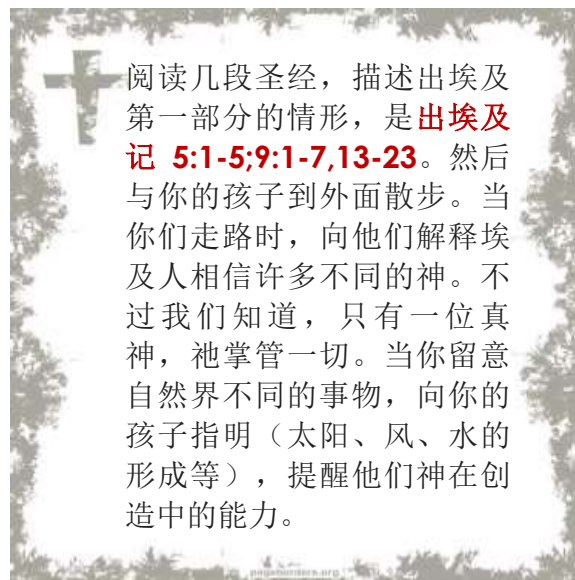 阅读几段圣经，描述出埃及
第一部分的情形，是出埃及
记 5:1-5;9:1-7,13-23。然后
与你的孩子到外面散步。当
你们走路时，向他们解释埃
及人相信许多不同的神。不
过我们知道，只有一位真
神，祂掌管一切。当你留意
自然界不同的事物，向你的
孩子指明（太阳、风、水的
形成等），提醒他们神在创
造中的能力。
pageborders.org